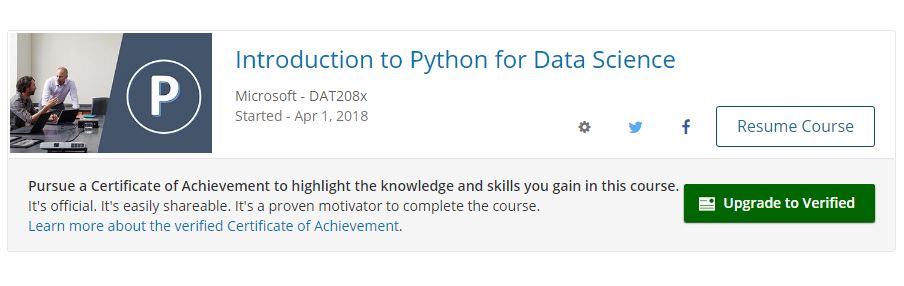 P
Introduction to Python for Data Science
Microsoft - DAT208x
Started - Apr 1, 2018
Resume Course
Pursue a Certificate of Achievement to highlight the knowledge and skills you gain in this course.
It's official. It's easily shareable. It's a proven motivator to complete the course.
Learn more about the verified Certificate of Achievement.
Upgrade to Verified